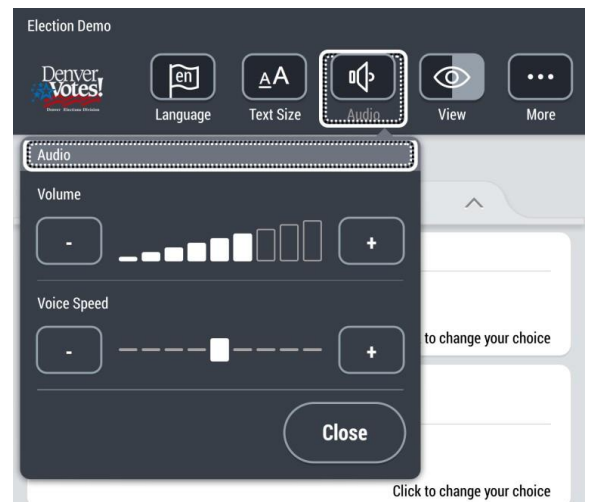 Election Demo
Denver
Votes!
Denver Elections Division
en
AA
Language
Text Size
Audio
View
More
Audio
Volume
-
+
Voice Speed
-
+
to change your choice
Close
Click to change your choice